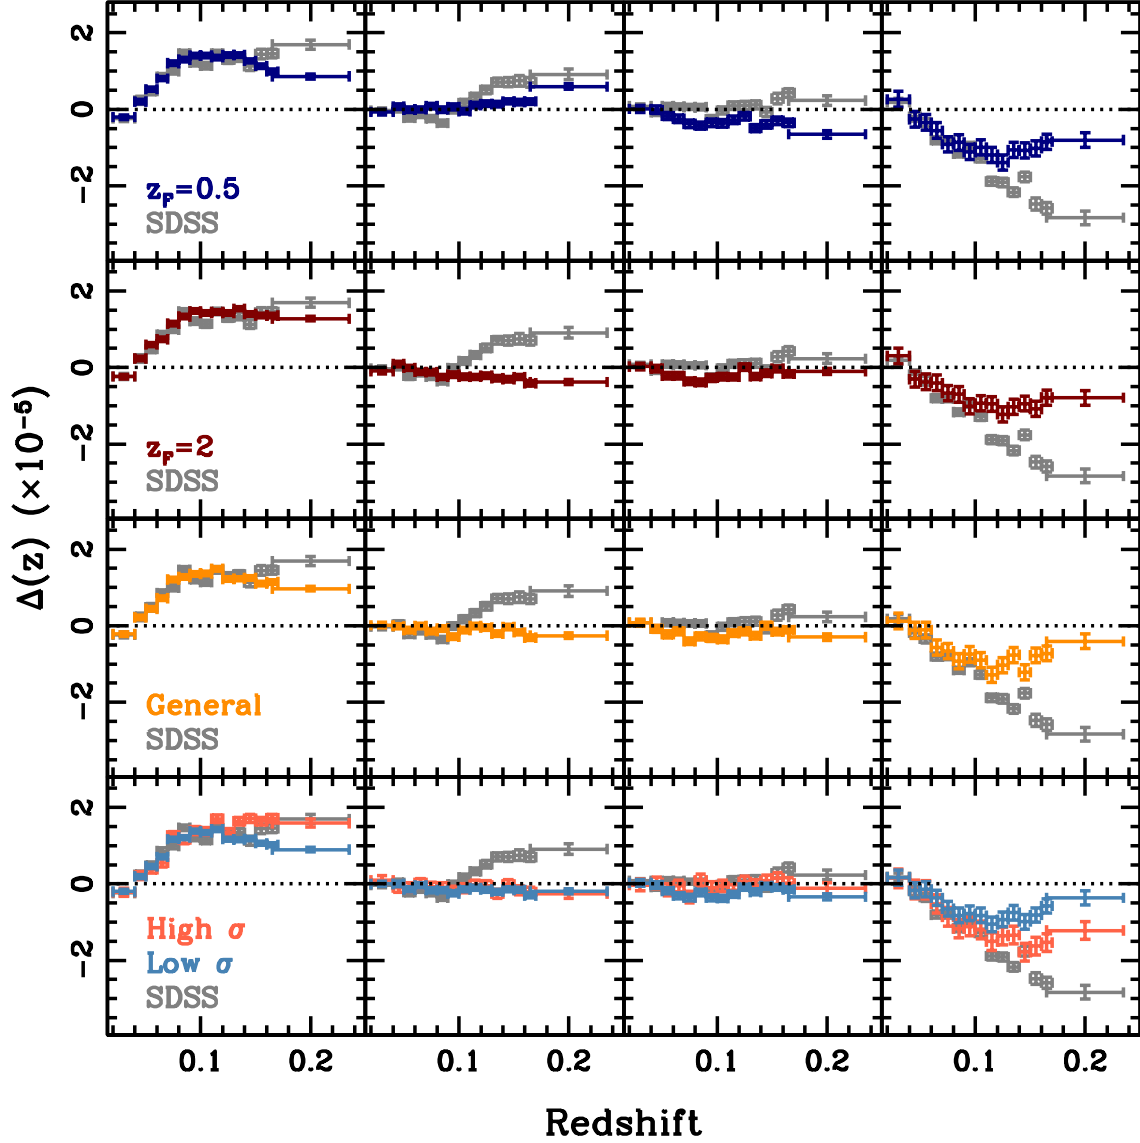 2
0
−2
z_F=0.5
SDSS
2
0
−2
z_F=2
SDSS
2
0
−2
General
SDSS
2
0
−2
High σ
Low σ
SDSS
Δ(z) (×10⁻⁵)
0.1 0.2 0.1 0.2 0.1 0.2 0.1 0.2
Redshift